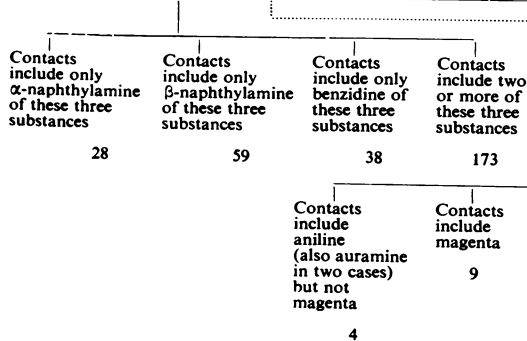 Contacts
include only
α-naphthylamine
of these three
substances
28
Contacts
include only
β-naphthylamine
of these three
substances
59
Contacts
include only
benzidine of
these three
substances
38
Contacts
include two
or more of
these three
substances
173
Contacts
include
aniline
(also auramine
in two cases)
but not
magenta
4
Contacts
include
magenta
9